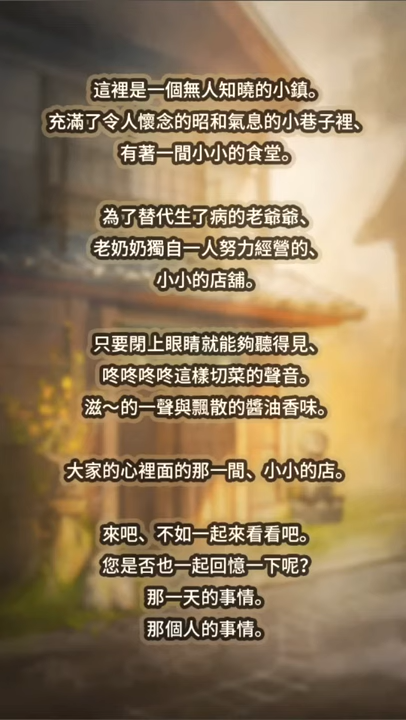 這裡是一個無人知曉的小鎮。
充滿了令人懷念的昭和氣息的小巷子裡、
有著一間小小的食堂。
為了替代生了病的老爺爺、
老奶奶獨自一人努力經營的、
小小的店舖。
只要閉上眼睛就能夠聽得見、
咚咚咚咚這樣切菜的聲音。
滋～的一聲與飄散的醬油香味。
大家的心裡面的那一間、小小的店。
來吧、不如一起來看看吧。
您是否也一起回憶一下呢?
那一天的事情。
那個人的事情。